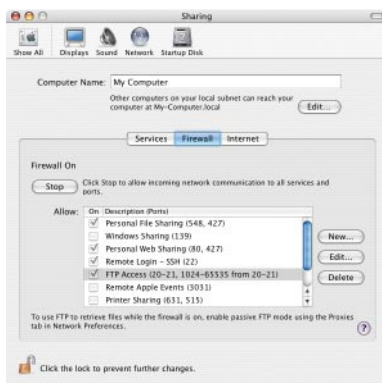 Sharing
Show All Displays Sound Network Startup Disk
Computer Name: My Computer
Other computers on your local subnet can reach your
computer at My-Computer.local
Edit...
Services Firewall Internet
Firewall On
Stop
Click Stop to allow incoming network communication to all services and
ports.
Allow:
On Description (Ports)
Personal File Sharing (548, 427)
Windows Sharing (139)
Personal Web Sharing (80, 427)
Remote Login - SSH (22)
FTP Access (20-21, 1024-65535 from 20-21)
Remote Apple Events (3031)
Printer Sharing (631, 515)
New...
Edit...
Delete
To use FTP to retrieve files while the firewall is on, enable passive FTP mode using the Proxies
tab in Network Preferences.
?
Click the lock to prevent further changes.